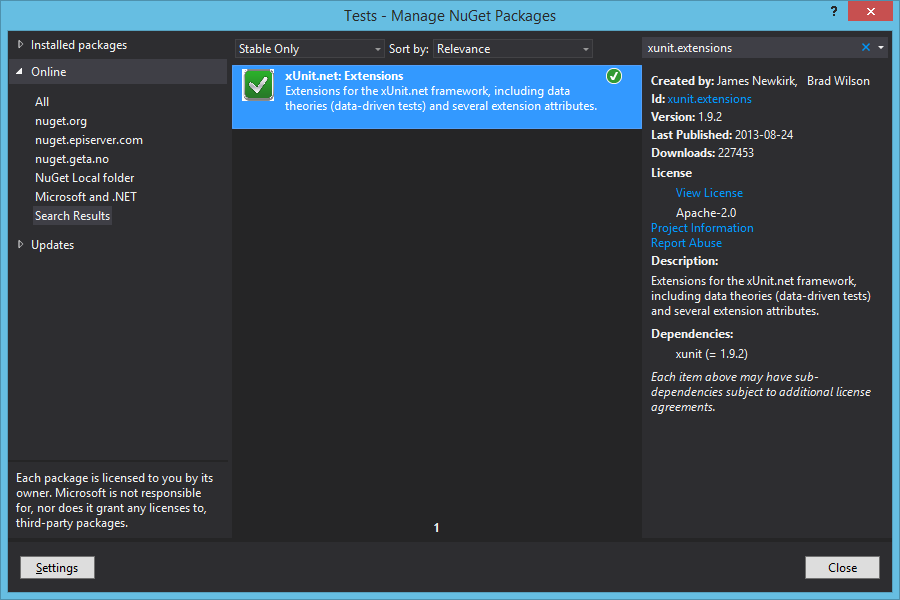 Tests - Manage NuGet Packages
?
Installed packages
Online
All
nuget.org
nuget.episerver.com
nuget.geta.no
NuGet Local folder
Microsoft and .NET
Search Results
Updates
Each package is licensed to you by its
owner. Microsoft is not responsible
for, nor does it grant any licenses to,
third-party packages.
Stable Only
Sort by:
Relevance
xUnit.net: Extensions
Extensions for the xUnit.net framework, including data
theories (data-driven tests) and several extension attributes.
1
xunit.extensions
Created by: James Newkirk, Brad Wilson
Id: xunit.extensions
Version: 1.9.2
Last Published: 2013-08-24
Downloads: 227453
License
View License
Apache-2.0
Project Information
Report Abuse
Description:
Extensions for the xUnit.net framework,
including data theories (data-driven tests)
and several extension attributes.
Dependencies:
xunit (= 1.9.2)
Each item above may have sub-
dependencies subject to additional license
agreements.
Settings
Close